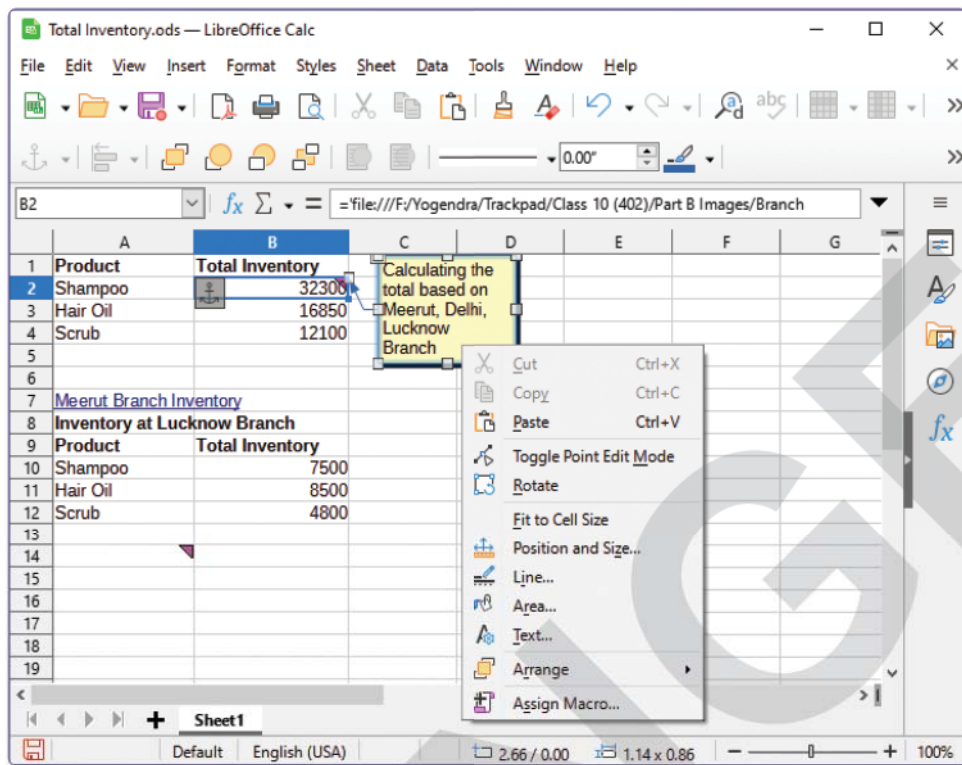 Total Inventory.ods — LibreOffice Calc
File Edit View Insert Format Styles Sheet Data Tools Window Help
abc
0.00"
B2 fx Σ = ='file:///F:/Yogendra/Trackpad/Class 10 (402)/Part B Images/Branch
A B C D E F G
1 Product Total Inventory
2 Shampoo 32300
3 Hair Oil 16850
4 Scrub 12100
5
6
7 Meerut Branch Inventory
8 Inventory at Lucknow Branch
9 Product Total Inventory
10 Shampoo 7500
11 Hair Oil 8500
12 Scrub 4800
13
14
15
16
17
18
19
Calculating the
total based on
Meerut, Delhi,
Lucknow
Branch
Cut Ctrl+X
Copy Ctrl+C
Paste Ctrl+V
Toggle Point Edit Mode
Rotate
Fit to Cell Size
Position and Size...
Line...
Area...
Text...
Arrange
Assign Macro...
fx
Sheet1
Default English (USA) 2.66 / 0.00 1.14 x 0.86 100%